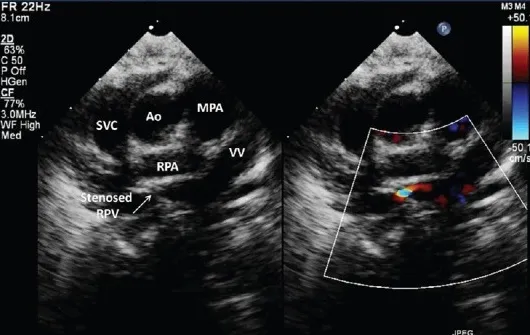 FR 22Hz
8.1cm
2D
63%
C 50
P Off
HGen
CF
77%
3.0MHz
WF High
Med
SVC
Ao
MPA
RPA
VV
Stenosed
RPV
P
M3 M4
+50.
-50.1
cm/s
JPEG